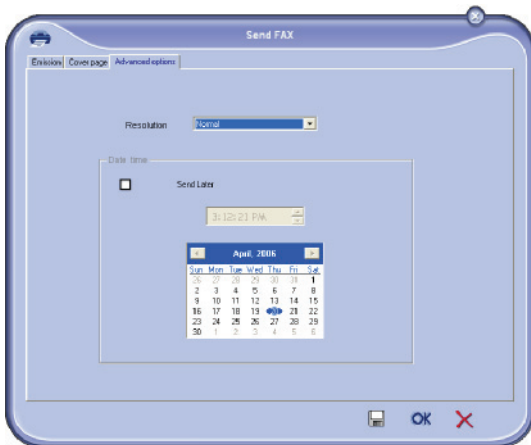 Send FAX
Emission Cover page Advanced options
Resolution Normal
Date time
Send Later
3:12:23 PM
April, 2006
Sun Mon Tue Wed Thu Fri Sat
26 27 28 29 30 31 1
2 3 4 5 6 7 8
9 10 11 12 13 14 15
16 17 18 19 21 22
23 24 25 26 27 28 29
30 1 2 3 4 5 6
OK